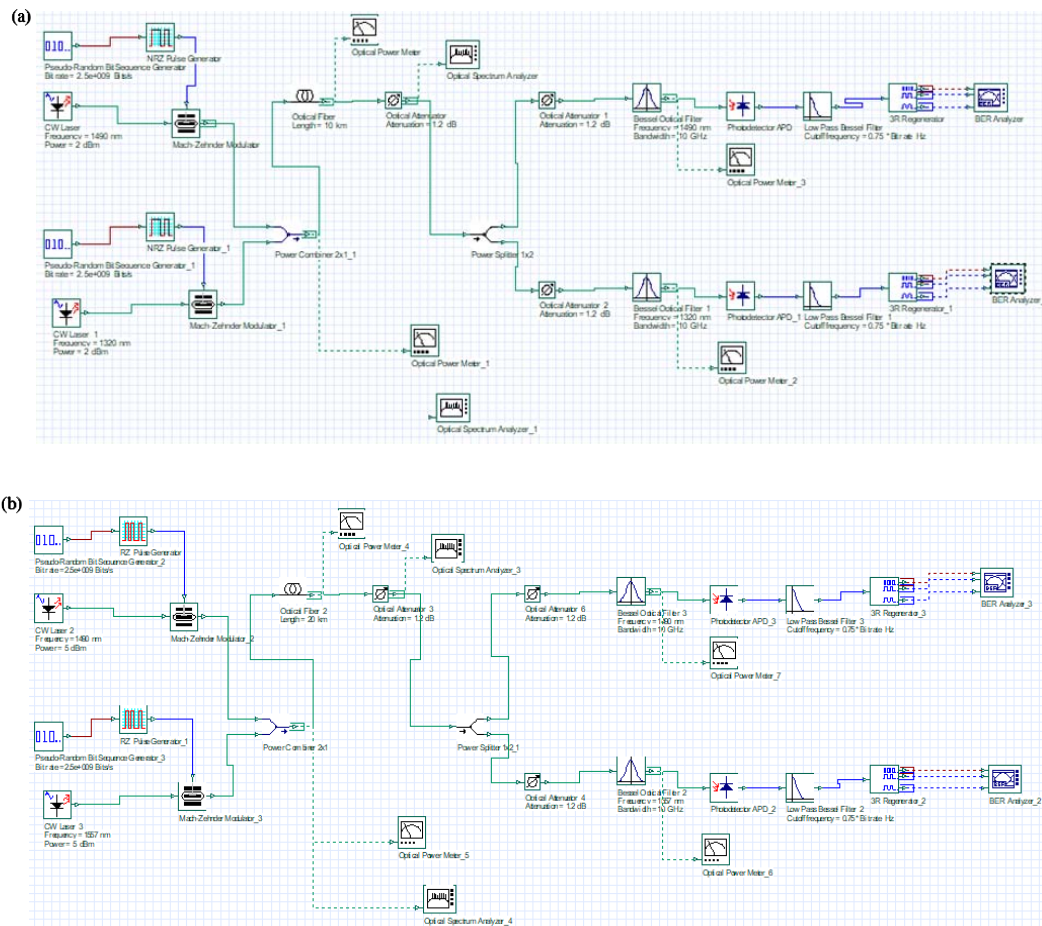 (a)
Optical Power Meter
NRZ Pulse Generator
Pseudo-Random Bit Sequence Generator
Bit rate = 2.5e+009 Bits/s
Optical Spectrum Analyzer
CW Laser
Frequency = 1490 nm
Power = 2 dBm
Mach-Zehnder Modulator
Optical Fiber
Length = 10 km
Optical Attenuator
Attenuation = 1.2 dB
Optical Attenuator 1
Attenuation = 1.2 dB
Bessel Optical Filter
Frequency = 1490 nm
Bandwidth = 10 GHz
Photodetector APD
Low Pass Bessel Filter
Cutoff frequency = 0.75 * Bit rate Hz
3R Regenerator
BER Analyzer
Optical Power Meter_3
NRZ Pulse Generator_1
Pseudo-Random Bit Sequence Generator_1
Bit rate = 2.5e+009 Bits/s
Power Combiner 2x1_1
Power Splitter 1x2
CW Laser 1
Frequency = 1320 nm
Power = 2 dBm
Mach-Zehnder Modulator_1
Optical Attenuator 2
Attenuation = 1.2 dB
Bessel Optical Filter 1
Frequency = 1320 nm
Bandwidth = 10 GHz
Photodetector APD_1
Low Pass Bessel Filter 1
Cutoff frequency = 0.75 * Bit rate Hz
3R Regenerator_1
BER Analyzer_
Optical Power Meter_1
Optical Power Meter_2
Optical Spectrum Analyzer_1
(b)
Optical Power Meter_4
RZ Pulse Generator
Pseudo-Random Bit Sequence Generator_2
Bit rate = 2.5e+009 Bits/s
Optical Spectrum Analyzer_3
CW Laser 2
Power = 5 dBm
Mach-Zehnder Modulator_2
Optical Fiber 2
Length = 20 km
Optical Attenuator 3
Attenuation = 1.2 dB
Optical Attenuator 6
Attenuation = 1.2 dB
Bessel Optical Filter 3
Bandwidth = 10 GHz
Photodetector APD_3
Low Pass Bessel Filter 3
Cutoff frequency = 0.75 * Bit rate Hz
3R Regenerator_3
BER Analyzer_3
Optical Power Meter_7
RZ Pulse Generator_1
Pseudo-Random Bit Sequence Generator_3
Bit rate = 2.5e+009 Bits/s
Power Combiner 2x1
Power Splitter 1x2_1
CW Laser 3
Frequency = 1557 nm
Power = 5 dBm
Mach-Zehnder Modulator_3
Optical Attenuator 4
Attenuation = 1.2 dB
Bessel Optical Filter 2
Frequency = 1557 nm
Bandwidth = 10 GHz
Photodetector APD_2
Low Pass Bessel Filter 2
Cutoff frequency = 0.75 * Bit rate Hz
3R Regenerator_2
BER Analyzer_2
Optical Power Meter_5
Optical Power Meter_6
Optical Spectrum Analyzer_4